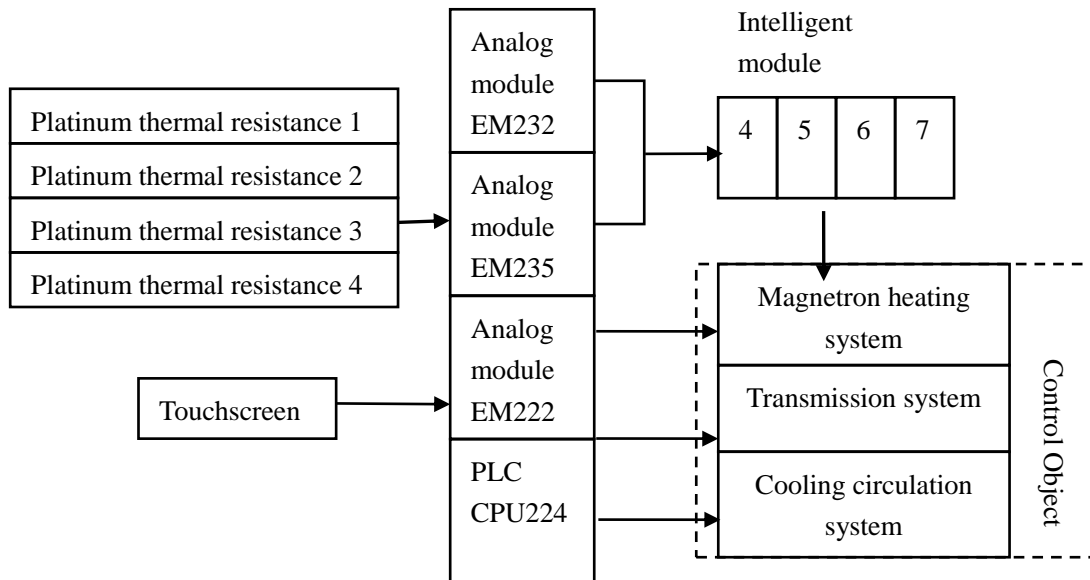 Platinum thermal resistance 1
Platinum thermal resistance 2
Platinum thermal resistance 3
Platinum thermal resistance 4
Touchscreen
Analog
module
EM232
Analog
module
EM235
Analog
module
EM222
PLC
CPU224
Intelligent
module
4 5 6 7
Magnetron heating
system
Transmission system
Cooling circulation
system
Control Object